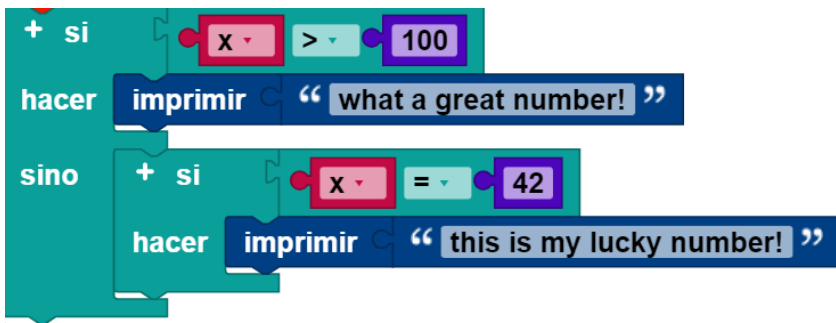 + si x > 100
hacer imprimir “ what a great number! ”
sino + si x = 42
hacer imprimir “ this is my lucky number! ”